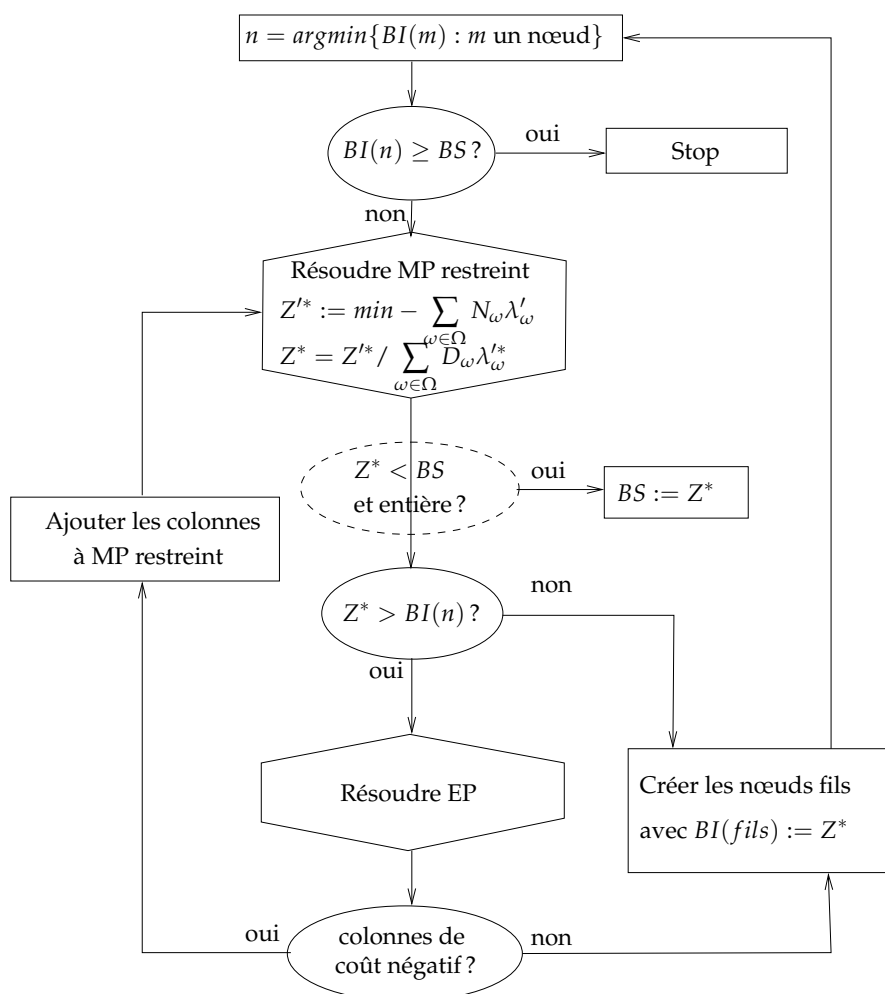 n = argmin{BI(m) : m un nœud}
BI(n) ≥ BS ?
oui
Stop
non
Résoudre MP restreint
Z′* := min − ∑_{ω∈Ω} N_ω λ′_ω
Z* = Z′* / ∑_{ω∈Ω} D_ω λ′*_ω
Z* < BS
et entière ?
oui
BS := Z*
Ajouter les colonnes
à MP restreint
Z* > BI(n) ?
non
oui
Résoudre EP
Créer les nœuds fils
avec BI(fils) := Z*
oui
colonnes de
coût négatif ?
non